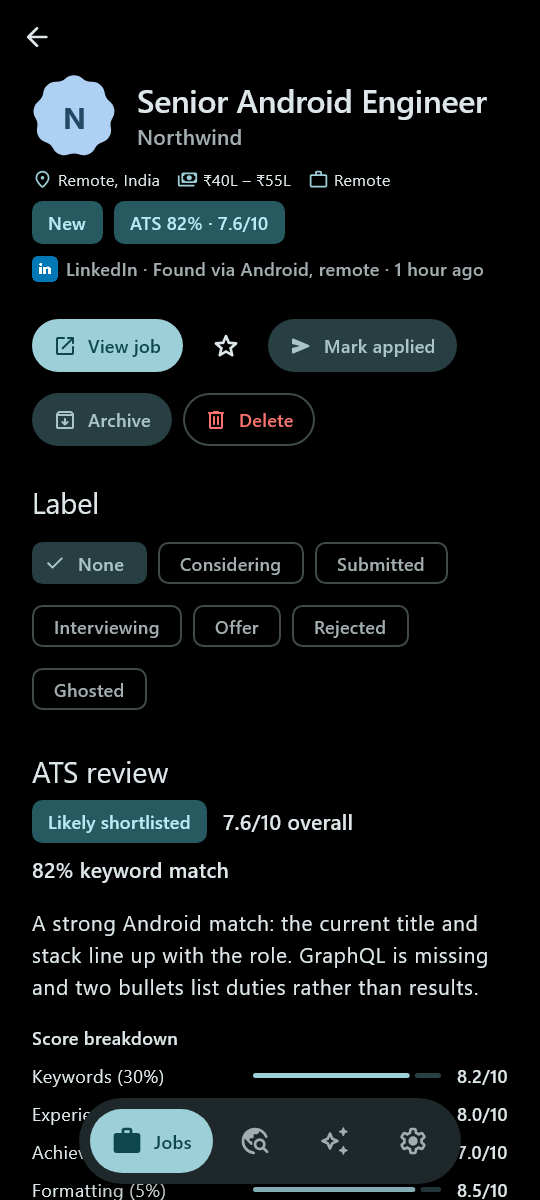 N
Senior Android Engineer
Northwind
Remote, India ₹40L – ₹55L Remote
New ATS 82% · 7.6/10
in LinkedIn · Found via Android, remote · 1 hour ago
View job Mark applied
Archive Delete
Label
None Considering Submitted
Interviewing Offer Rejected
Ghosted
ATS review
Likely shortlisted 7.6/10 overall
82% keyword match
A strong Android match: the current title and
stack line up with the role. GraphQL is missing
and two bullets list duties rather than results.
Score breakdown
Keywords (30%) 8.2/10
8.0/10
7.0/10
Jobs
Formatting (5%) 8.5/10